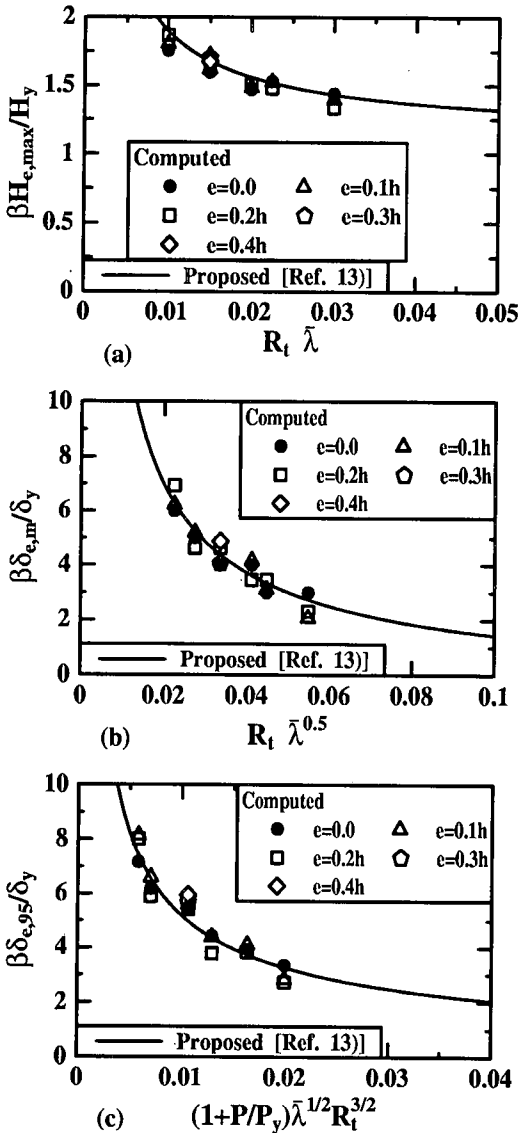 2
1.5
1
0.5
0
βH_{e,max}/H_y
Computed
e=0.0
e=0.1h
e=0.2h
e=0.3h
e=0.4h
Proposed [Ref. 13)]
0 0.01 0.02 0.03 0.04 0.05
(a)
R_t λ̄
10
8
6
4
2
0
βδ_{e,m}/δ_y
Computed
e=0.0
e=0.1h
e=0.2h
e=0.3h
e=0.4h
Proposed [Ref. 13)]
0 0.02 0.04 0.06 0.08 0.1
(b)
R_t λ̄^{0.5}
10
8
6
4
2
0
βδ_{e,95}/δ_y
Computed
e=0.0
e=0.1h
e=0.2h
e=0.3h
e=0.4h
Proposed [Ref. 13)]
0 0.01 0.02 0.03 0.04
(c)
(1+P/P_y)λ̄^{1/2}R_t^{3/2}